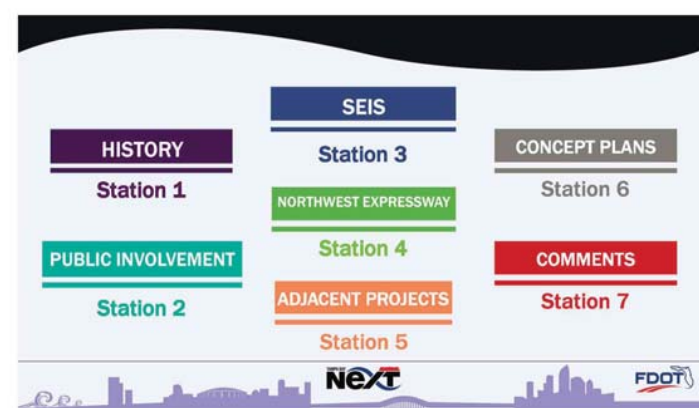 HISTORY
Station 1
PUBLIC INVOLVEMENT
Station 2
SEIS
Station 3
NORTHWEST EXPRESSWAY
Station 4
ADJACENT PROJECTS
Station 5
CONCEPT PLANS
Station 6
COMMENTS
Station 7
NEXT
FDOT